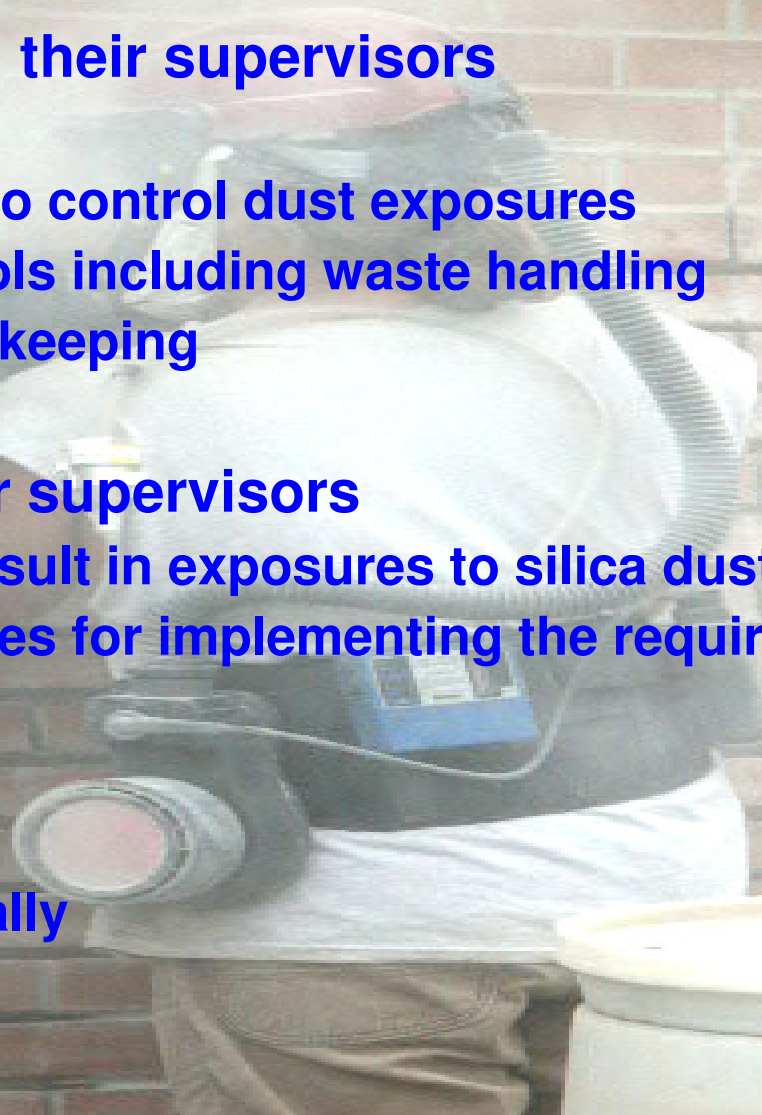 their supervisors
o control dust exposures
ols including waste handling
keeping
r supervisors
sult in exposures to silica dust
es for implementing the requir
ally